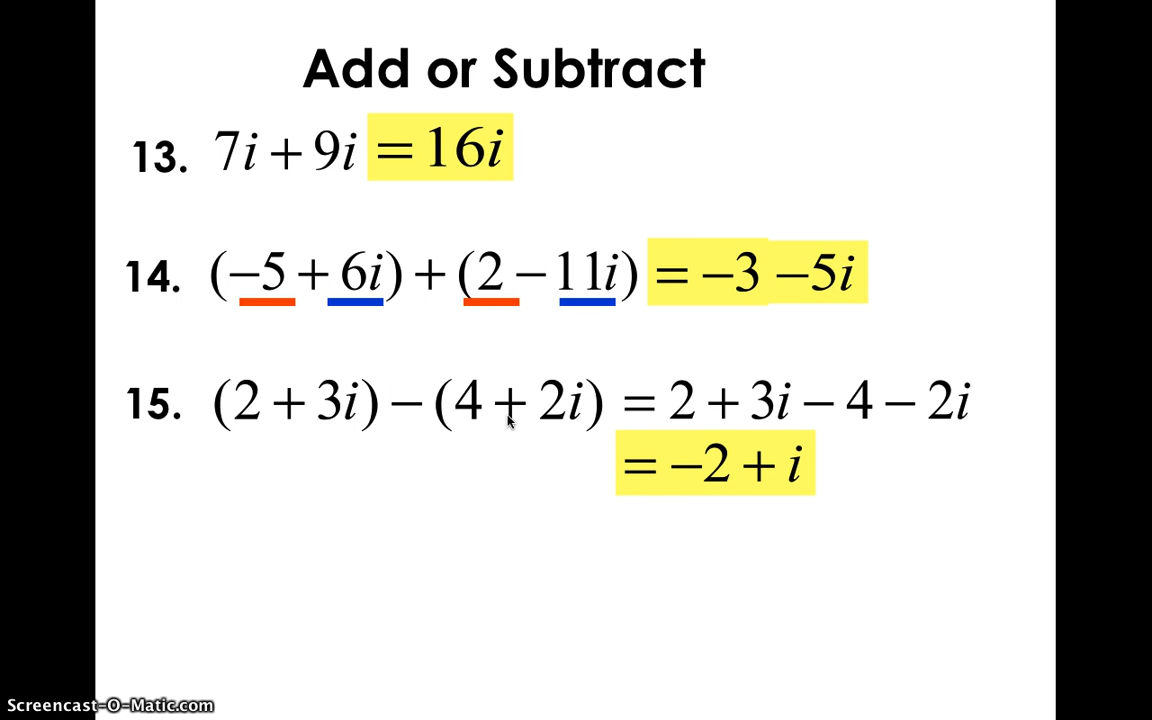 Add or Subtract
13. 7i + 9i = 16i
14. (−5 + 6i) + (2 − 11i) = −3 − 5i
15. (2 + 3i) − (4 + 2i) = 2 + 3i − 4 − 2i
= −2 + i
Screencast-O-Matic.com